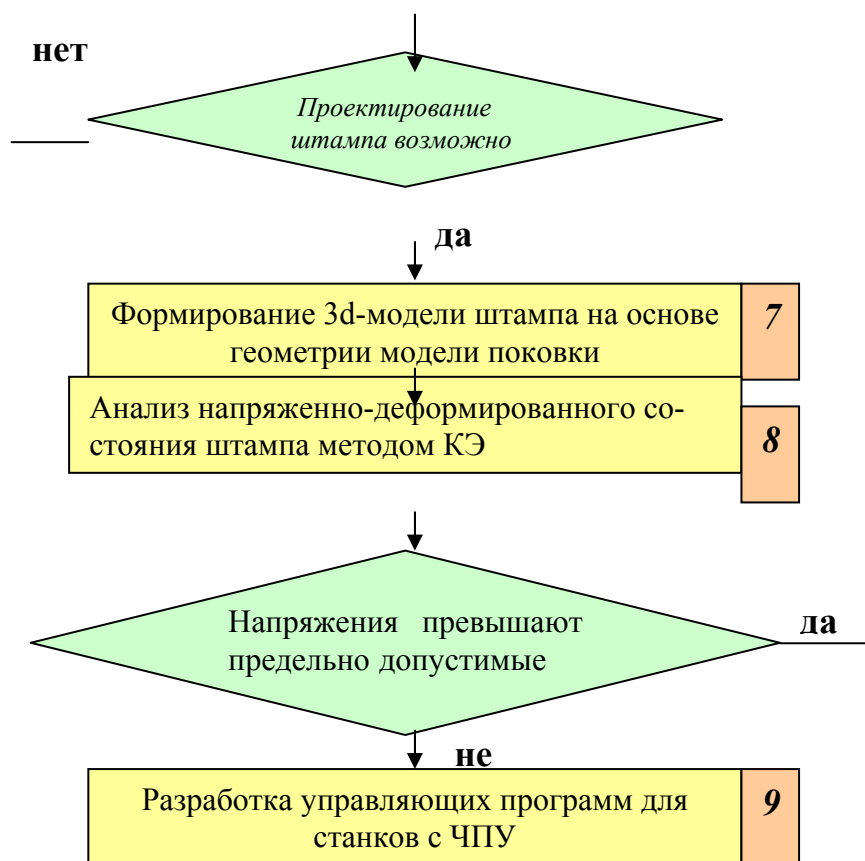 нет
Проектирование
штампа возможно
да
Формирование 3d-модели штампа на основе
геометрии модели поковки
7
Анализ напряженно-деформированного со-
стояния штампа методом КЭ
8
Напряжения превышают
предельно допустимые
да
не
Разработка управляющих программ для
станков с ЧПУ
9